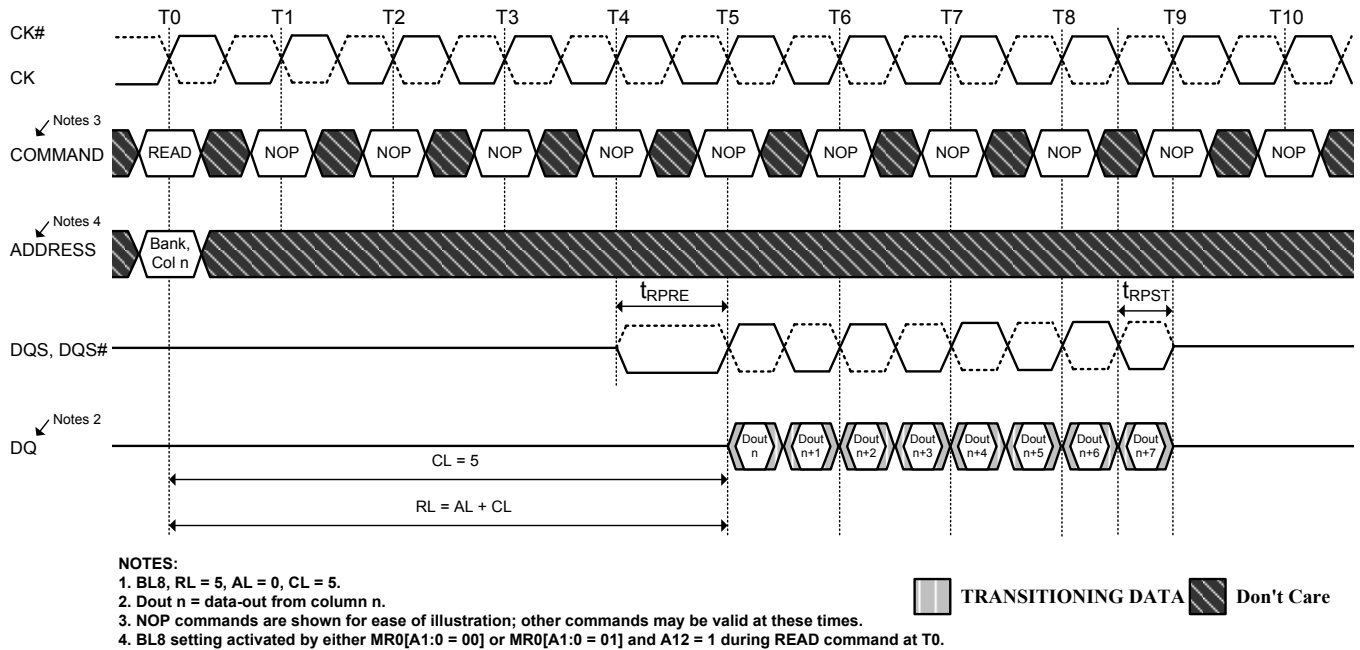 T0 T1 T2 T3 T4 T5 T6 T7 T8 T9 T10
CK#
CK
Notes 3
COMMAND READ NOP NOP NOP NOP NOP NOP NOP NOP NOP NOP
Notes 4
ADDRESS
Bank,
Col n
tRPRE tRPST
DQS, DQS#
Notes 2
DQ
Dout Dout Dout Dout Dout Dout Dout Dout
n n+1 n+2 n+3 n+4 n+5 n+6 n+7
CL = 5
RL = AL + CL
NOTES:
1. BL8, RL = 5, AL = 0, CL = 5.
2. Dout n = data-out from column n.
3. NOP commands are shown for ease of illustration; other commands may be valid at these times.
4. BL8 setting activated by either MR0[A1:0 = 00] or MR0[A1:0 = 01] and A12 = 1 during READ command at T0.
TRANSITIONING DATA Don't Care